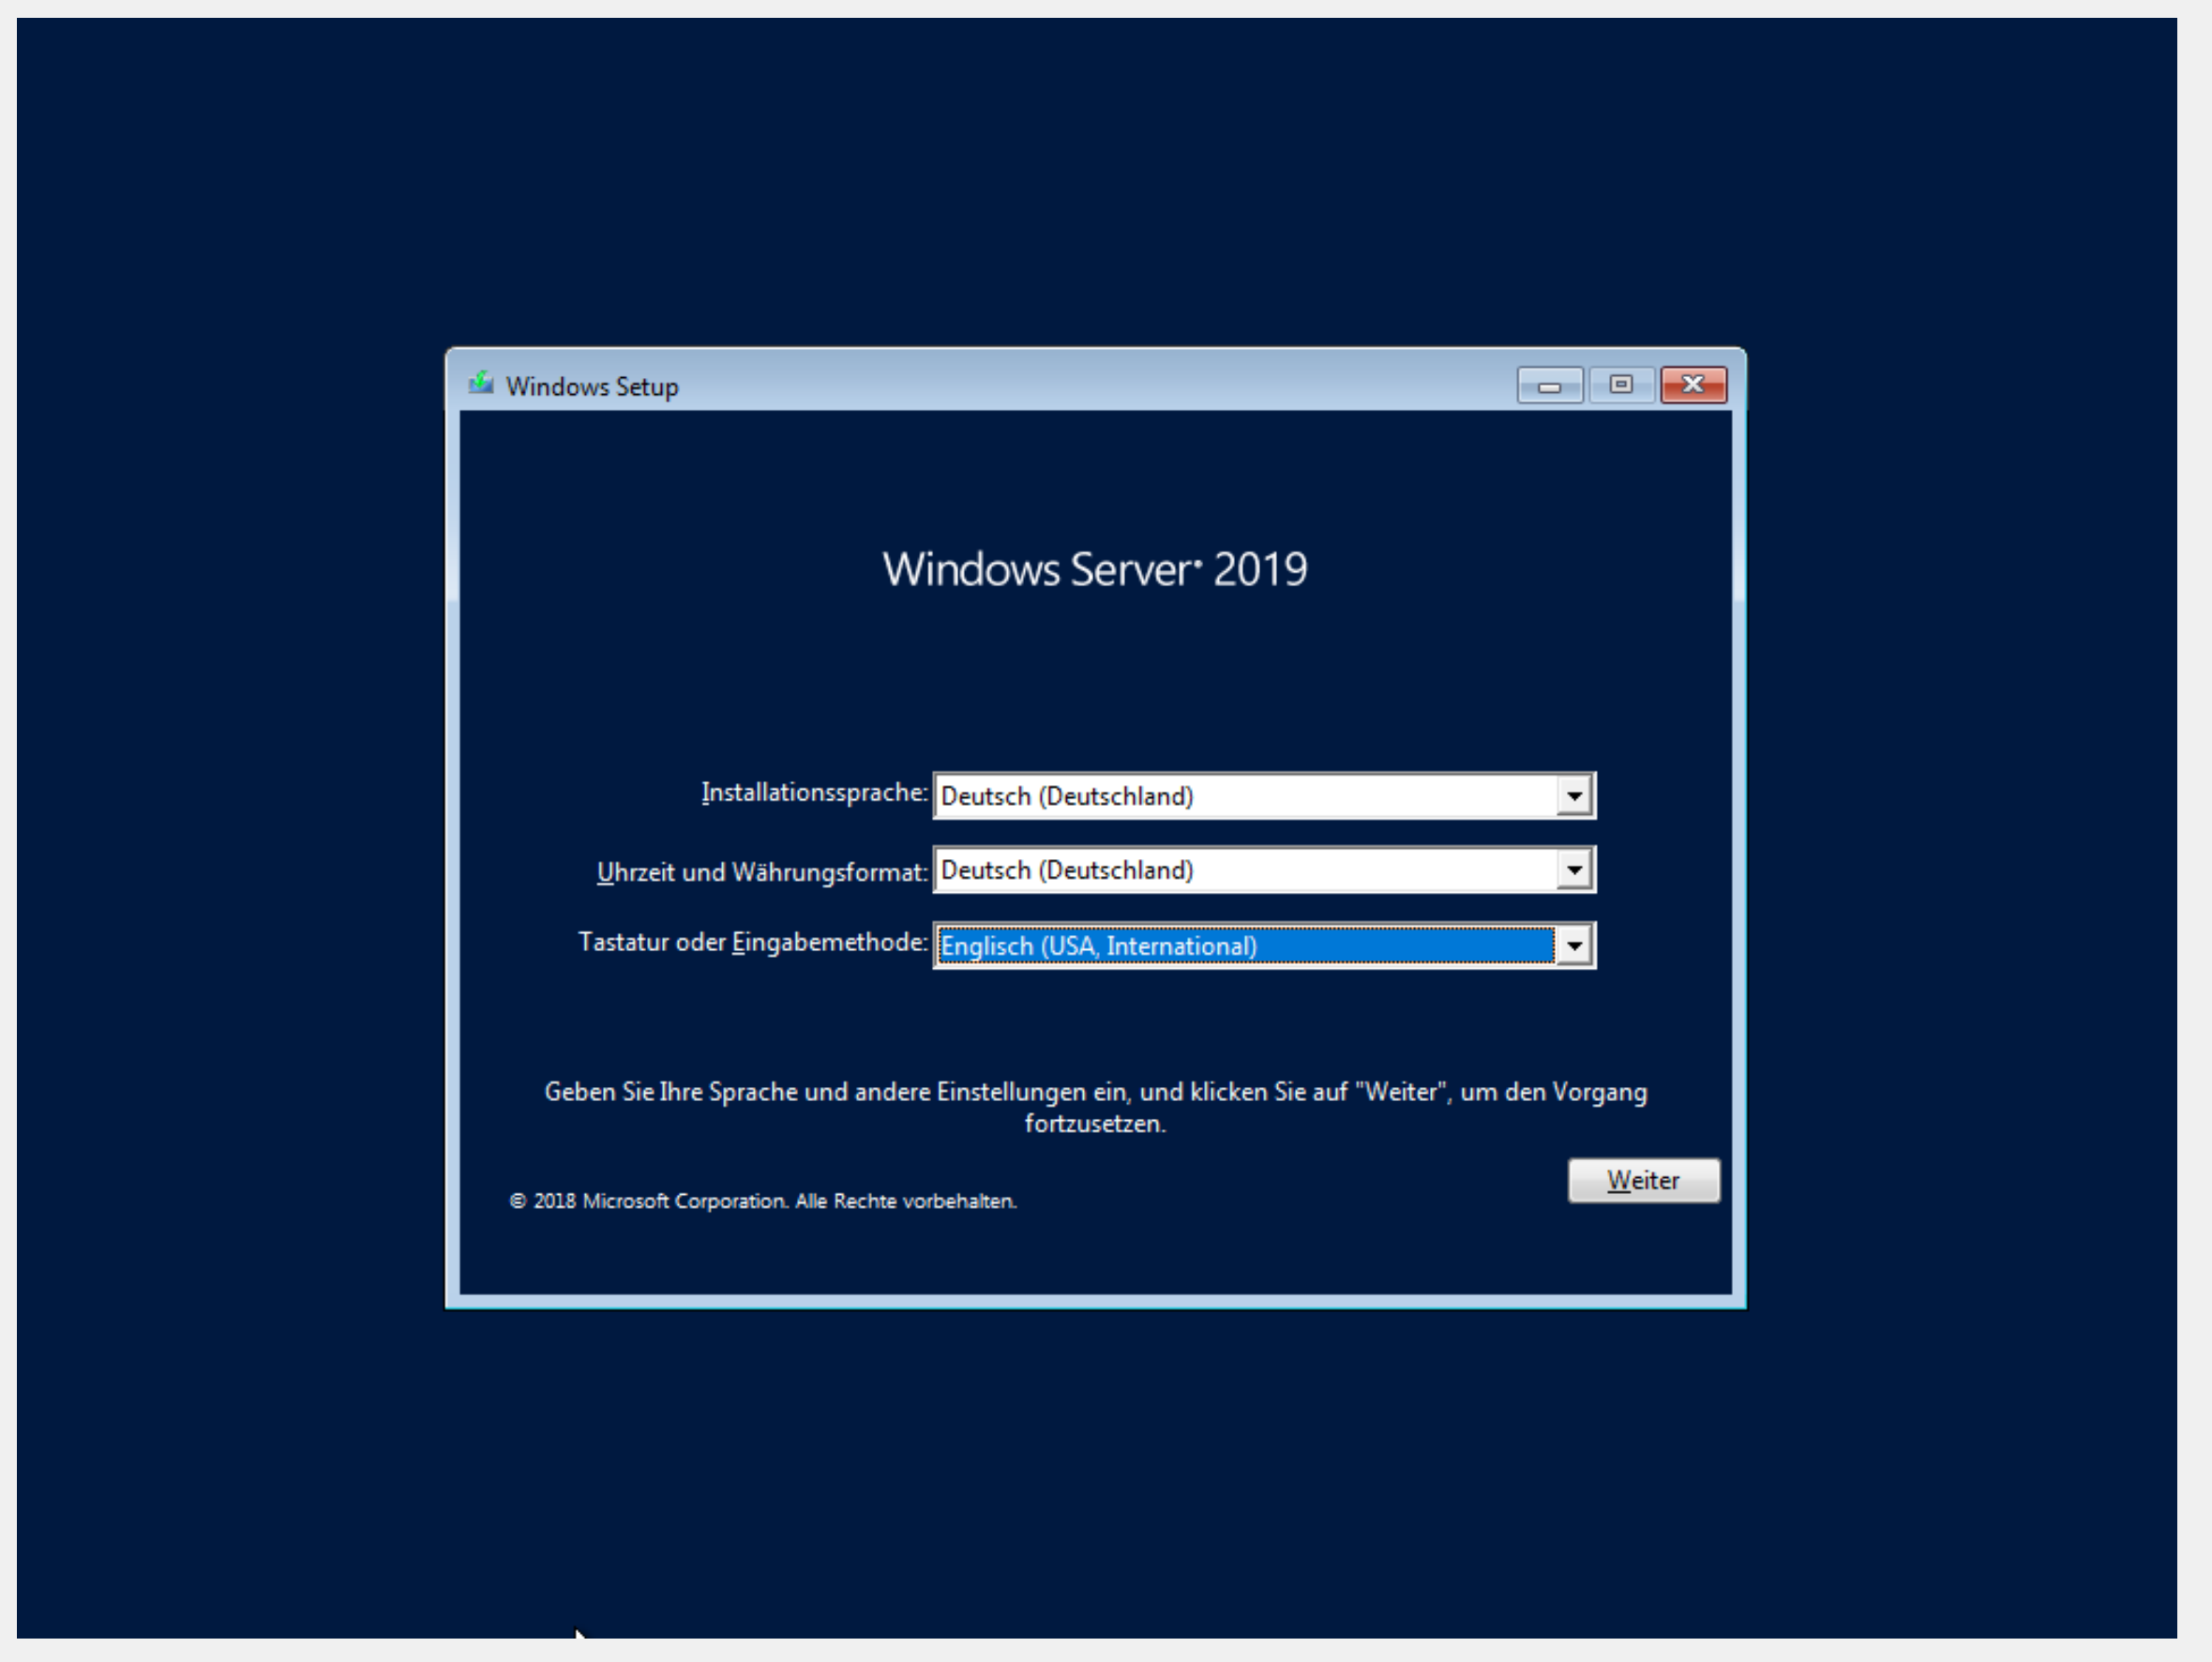 Windows Setup
Windows Server® 2019
Installationssprache: Deutsch (Deutschland)
Uhrzeit und Währungsformat: Deutsch (Deutschland)
Tastatur oder Eingabemethode: Englisch (USA, International)
Geben Sie Ihre Sprache und andere Einstellungen ein, und klicken Sie auf "Weiter", um den Vorgang
fortzusetzen.
Weiter
© 2018 Microsoft Corporation. Alle Rechte vorbehalten.